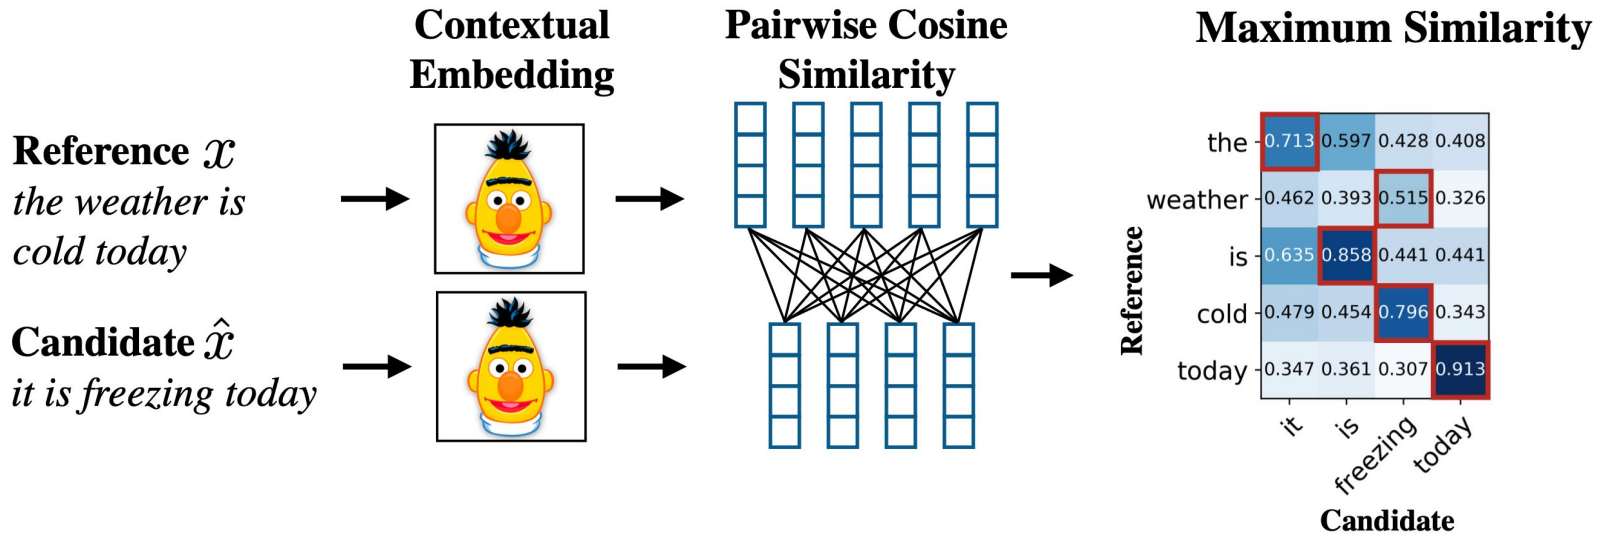 Contextual
Embedding
Pairwise Cosine
Similarity
Maximum Similarity
Reference x
the weather is
cold today
Candidate x̂
it is freezing today
Reference
the 0.713 0.597 0.428 0.408
weather 0.462 0.393 0.515 0.326
is 0.635 0.858 0.441 0.441
cold 0.479 0.454 0.796 0.343
today 0.347 0.361 0.307 0.913
it is freezing today
Candidate